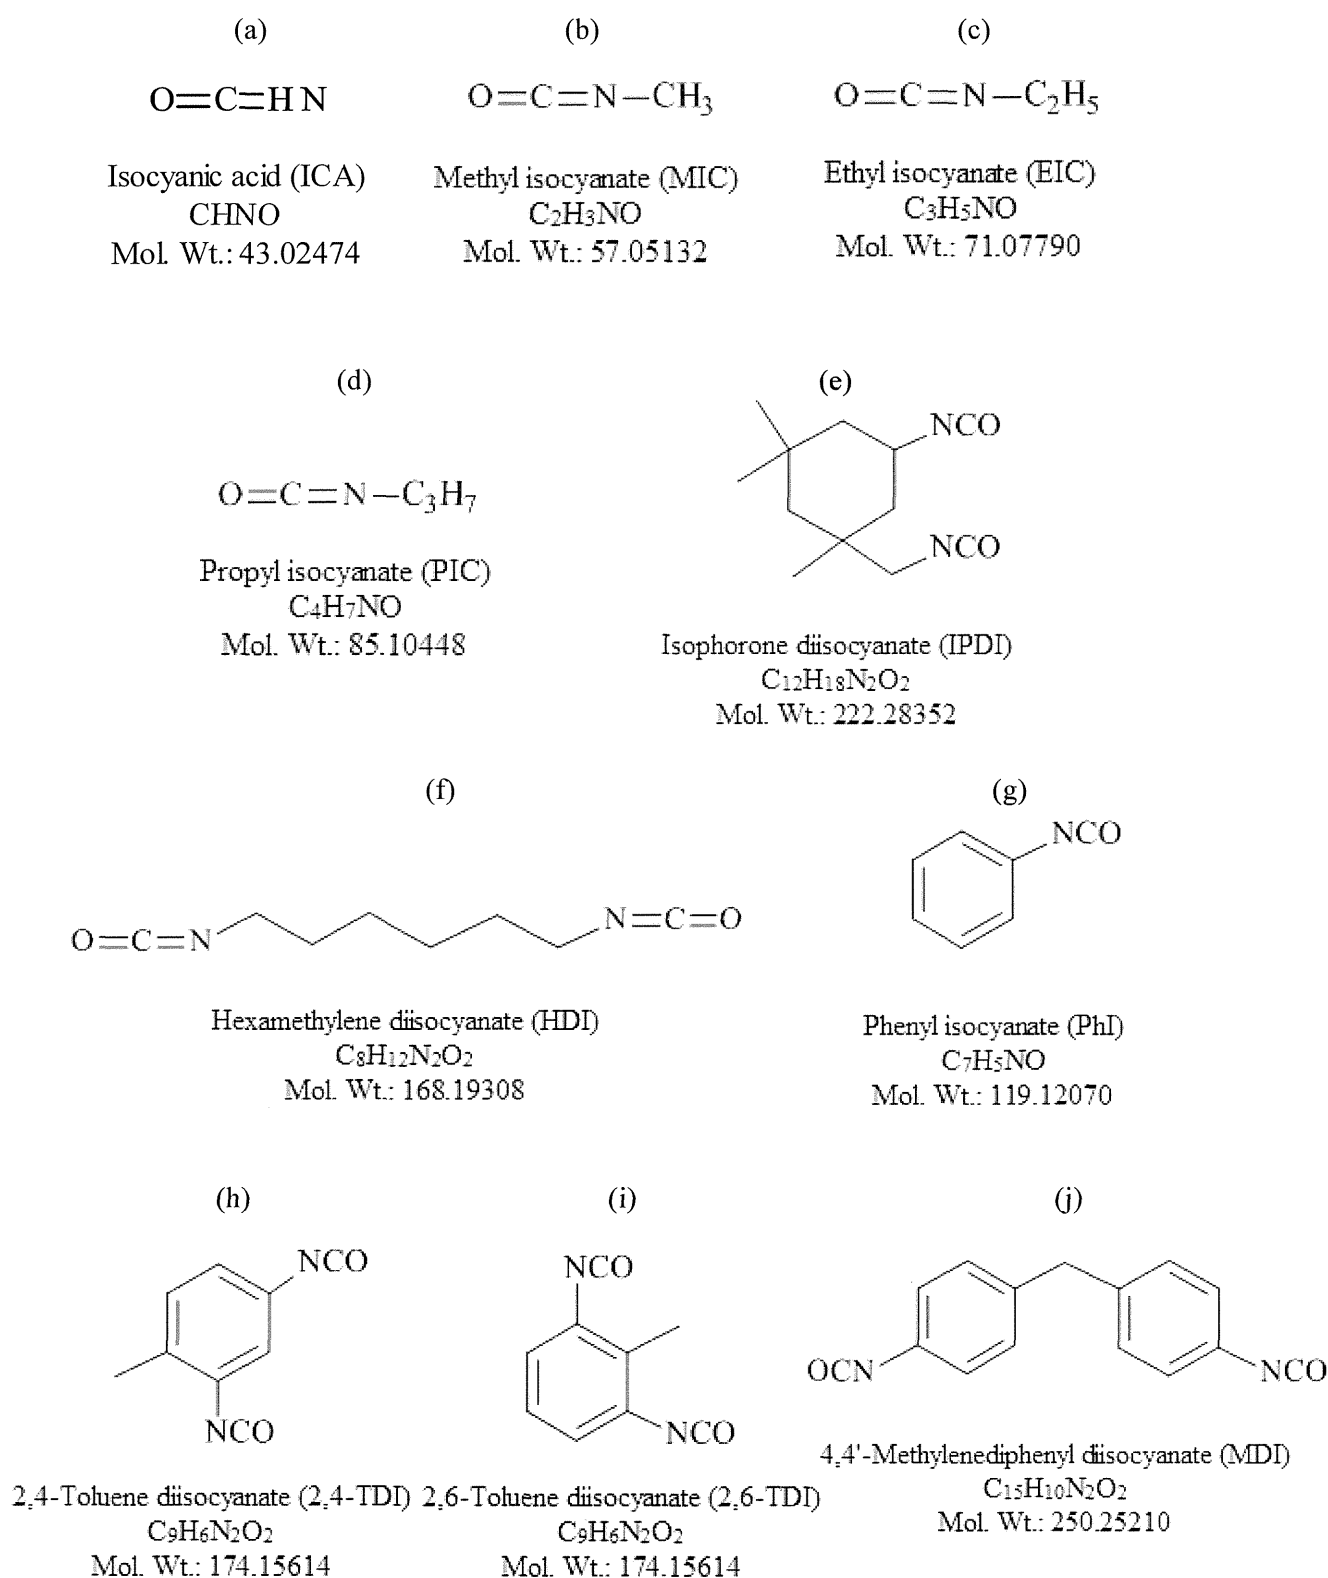 (a) (b) (c)
O=C=H N
O=C=N-CH3
O=C=N-C2H5
Isocyanic acid (ICA)
CHNO
Mol. Wt.: 43.02474
Methyl isocyanate (MIC)
C2H3NO
Mol. Wt.: 57.05132
Ethyl isocyanate (EIC)
C3H5NO
Mol. Wt.: 71.07790
(d)
O=C=N-C3H7
Propyl isocyanate (PIC)
C4H7NO
Mol. Wt.: 85.10448
(e)
NCO
NCO
Isophorone diisocyanate (IPDI)
C12H18N2O2
Mol. Wt.: 222.28352
(f)
O=C=N N=C=O
Hexamethylene diisocyanate (HDI)
C8H12N2O2
Mol. Wt.: 168.19308
(g)
NCO
Phenyl isocyanate (PhI)
C7H5NO
Mol. Wt.: 119.12070
(h)
NCO
NCO
2,4-Toluene diisocyanate (2,4-TDI)
C9H6N2O2
Mol. Wt.: 174.15614
(i)
NCO
NCO
2,6-Toluene diisocyanate (2,6-TDI)
C9H6N2O2
Mol. Wt.: 174.15614
(j)
OCN NCO
4,4'-Methylenediphenyl diisocyanate (MDI)
C15H10N2O2
Mol. Wt.: 250.25210